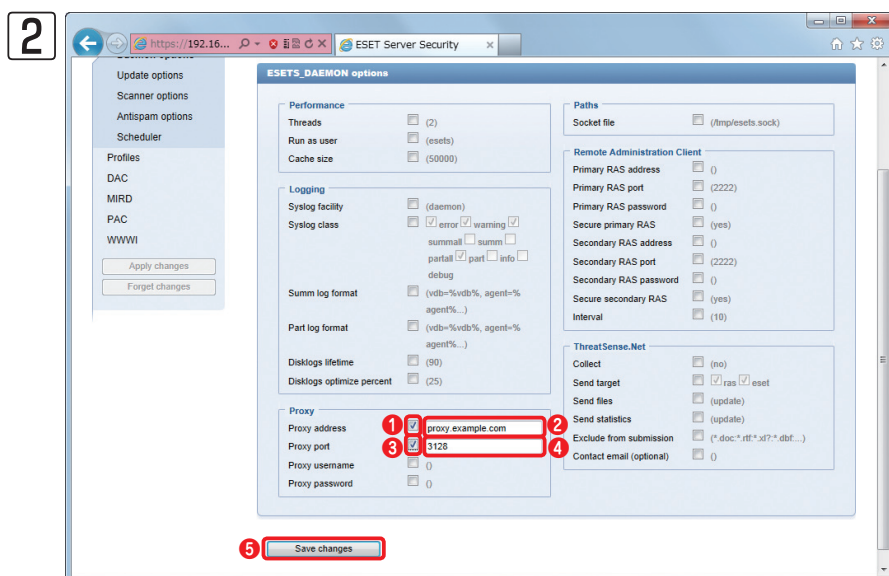 2
https://192.16...
ESET Server Security
Update options
Scanner options
Antispam options
Scheduler
Profiles
DAC
MIRD
PAC
WWWI
Apply changes
Forget changes
ESETS_DAEMON options
Performance
Threads (2)
Run as user (esets)
Cache size (50000)
Logging
Syslog facility (daemon)
Syslog class error warning
summall summ
partall part info
debug
Summ log format (vdb=%vdb%, agent=%
agent%...)
Part log format (vdb=%vdb%, agent=%
agent%...)
Disklogs lifetime (90)
Disklogs optimize percent (25)
Proxy
Proxy address 1 proxy.example.com 2
Proxy port 3 3128 4
Proxy username ()
Proxy password ()
Paths
Socket file (/tmp/esets.sock)
Remote Administration Client
Primary RAS address ()
Primary RAS port (2222)
Primary RAS password ()
Secure primary RAS (yes)
Secondary RAS address ()
Secondary RAS port (2222)
Secondary RAS password ()
Secure secondary RAS (yes)
Interval (10)
ThreatSense.Net
Collect (no)
Send target ras eset
Send files (update)
Send statistics (update)
Exclude from submission (*.doc:*.rtf:*.xl?:*.dbf:...)
Contact email (optional) ()
5 Save changes